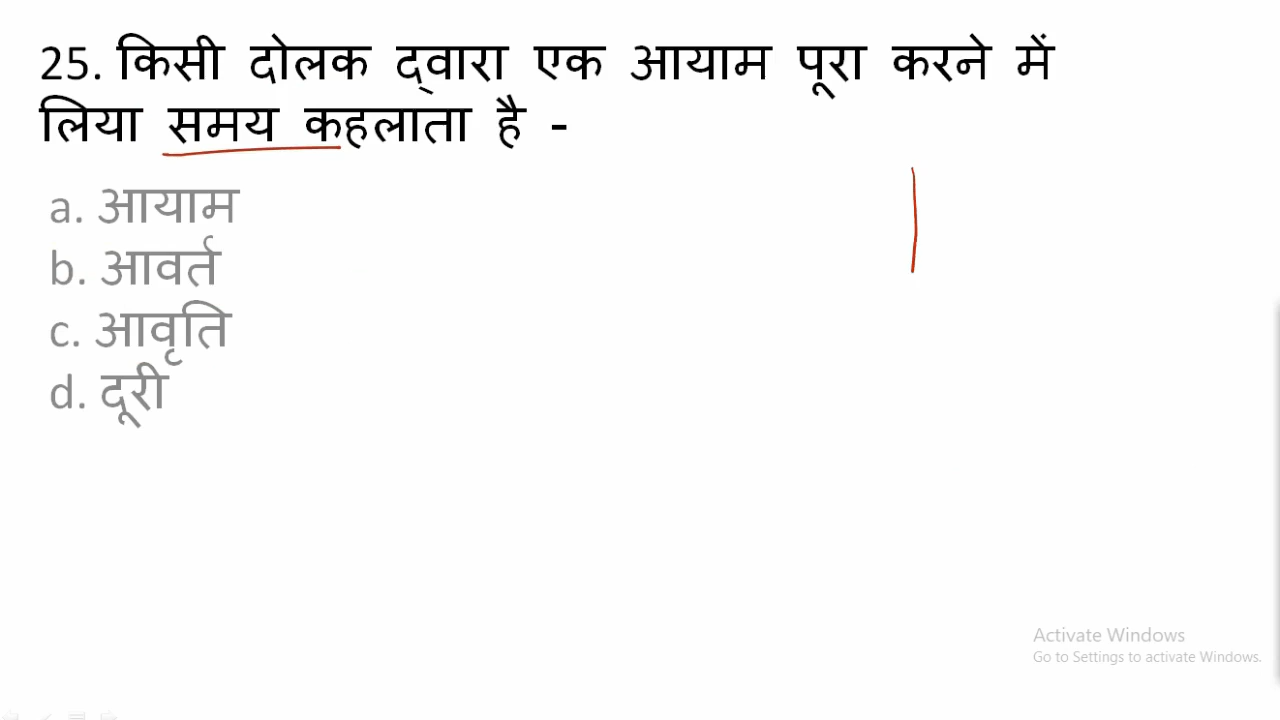 25. किसी दोलक द्वारा एक आयाम पूरा करने में
लिया समय कहलाता है -
a. आयाम
b. आवर्त
c. आवृति
d. दूरी
Activate Windows
Go to Settings to activate Windows.